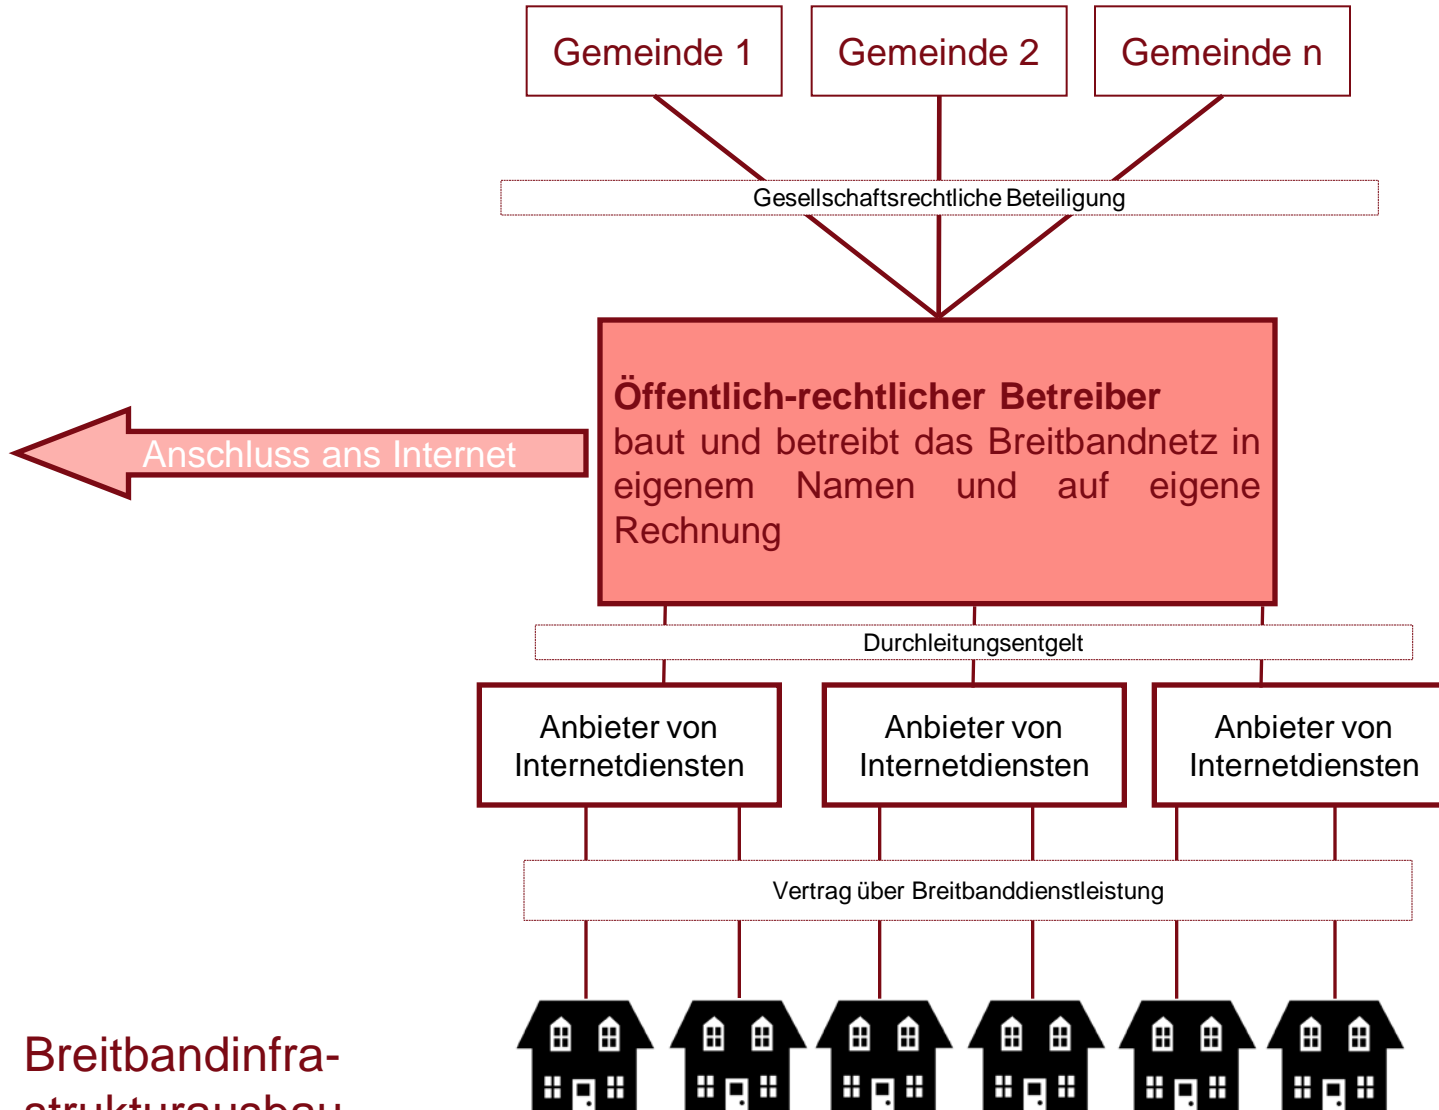 Gemeinde 1
Gemeinde 2
Gemeinde n
Gesellschaftsrechtliche Beteiligung
Öffentlich-rechtlicher Betreiber
baut und betreibt das Breitbandnetz in
eigenem Namen und auf eigene
Rechnung
Anschluss ans Internet
Durchleitungsentgelt
Anbieter von
Internetdiensten
Anbieter von
Internetdiensten
Anbieter von
Internetdiensten
Vertrag über Breitbanddienstleistung
Breitbandinfra-
strukturausbau